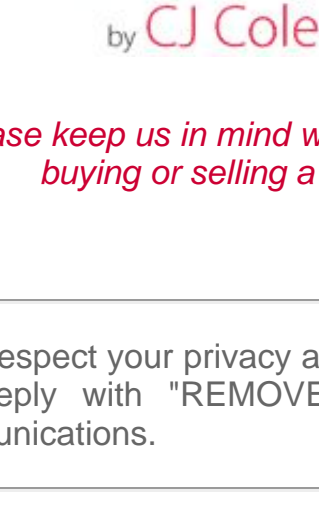 by CJ Cole
ase keep us in mind w
buying or selling a
espect your privacy a
eply with "REMOVE
unications.